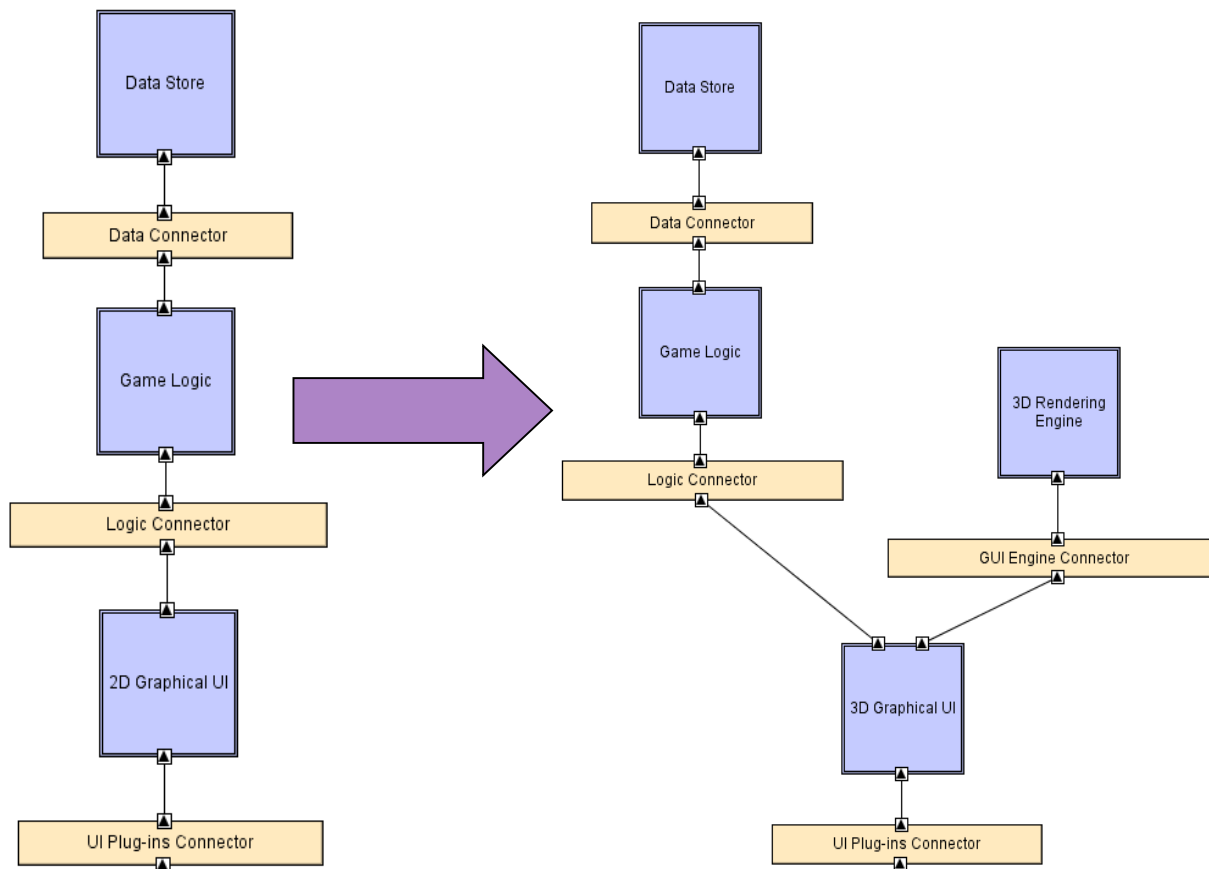 Data Store
Data Connector
Game Logic
Logic Connector
2D Graphical UI
UI Plug-ins Connector
Data Store
Data Connector
Game Logic
Logic Connector
3D Rendering
Engine
GUI Engine Connector
3D Graphical UI
UI Plug-ins Connector